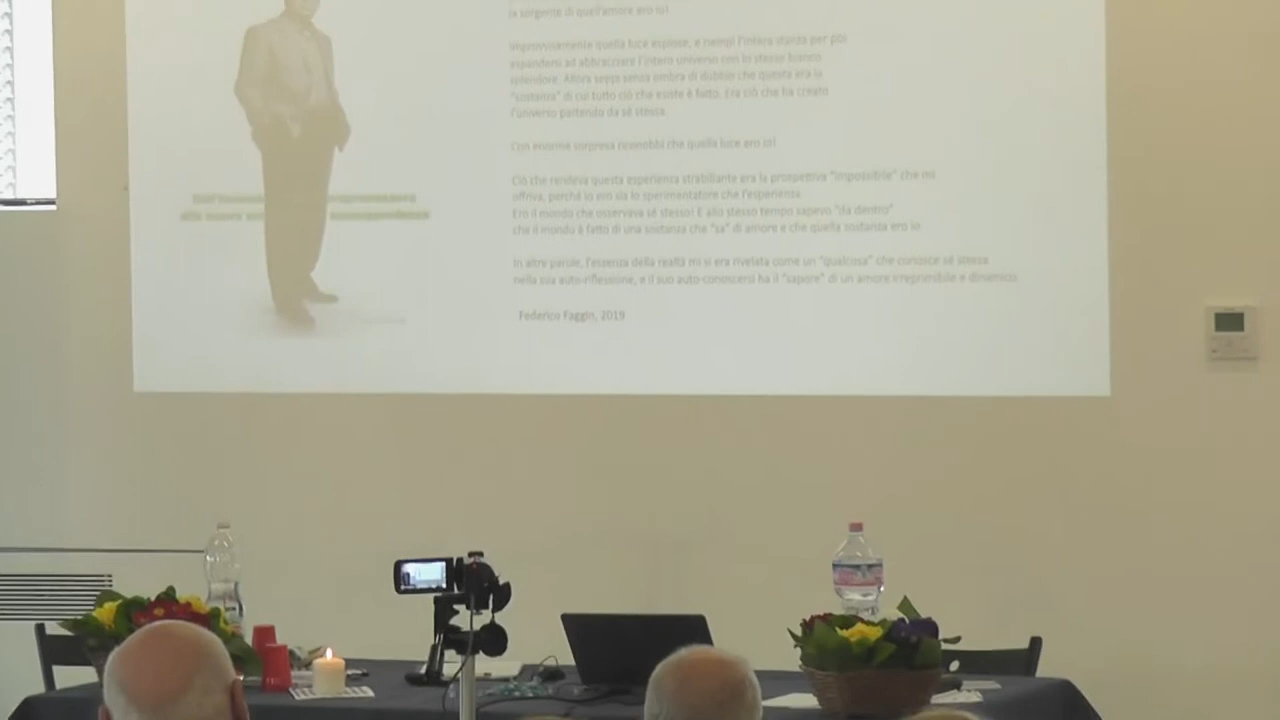 la sorgente di quell'amore ero io!
Improvvisamente quella luce esplose, e riempì l'intera stanza per poi
espandersi ad abbracciare l'intero universo con lo stesso bianco
splendore. Allora seppi senza ombra di dubbio che questa era la
"sostanza" di cui tutto ciò che esiste è fatto. Era ciò che ha creato
l'universo partendo da sé stessa.
Con enorme sorpresa riconobbi che quella luce ero io!
Ciò che rendeva questa esperienza strabiliante era la prospettiva "impossibile" che mi
offriva, perché io ero sia lo sperimentatore che l'esperienza.
Ero il mondo che osservava sé stesso! E allo stesso tempo sapevo "da dentro"
che il mondo è fatto di una sostanza che "sa" di amore e che quella sostanza ero io
In altre parole, l'essenza della realtà mi si era rivelata come un "qualcosa" che conosce sé stessa
nella sua auto-riflessione, e il suo auto-conoscersi ha il "sapore" di un amore irreprimibile e dinamico
Federico Faggin, 2019